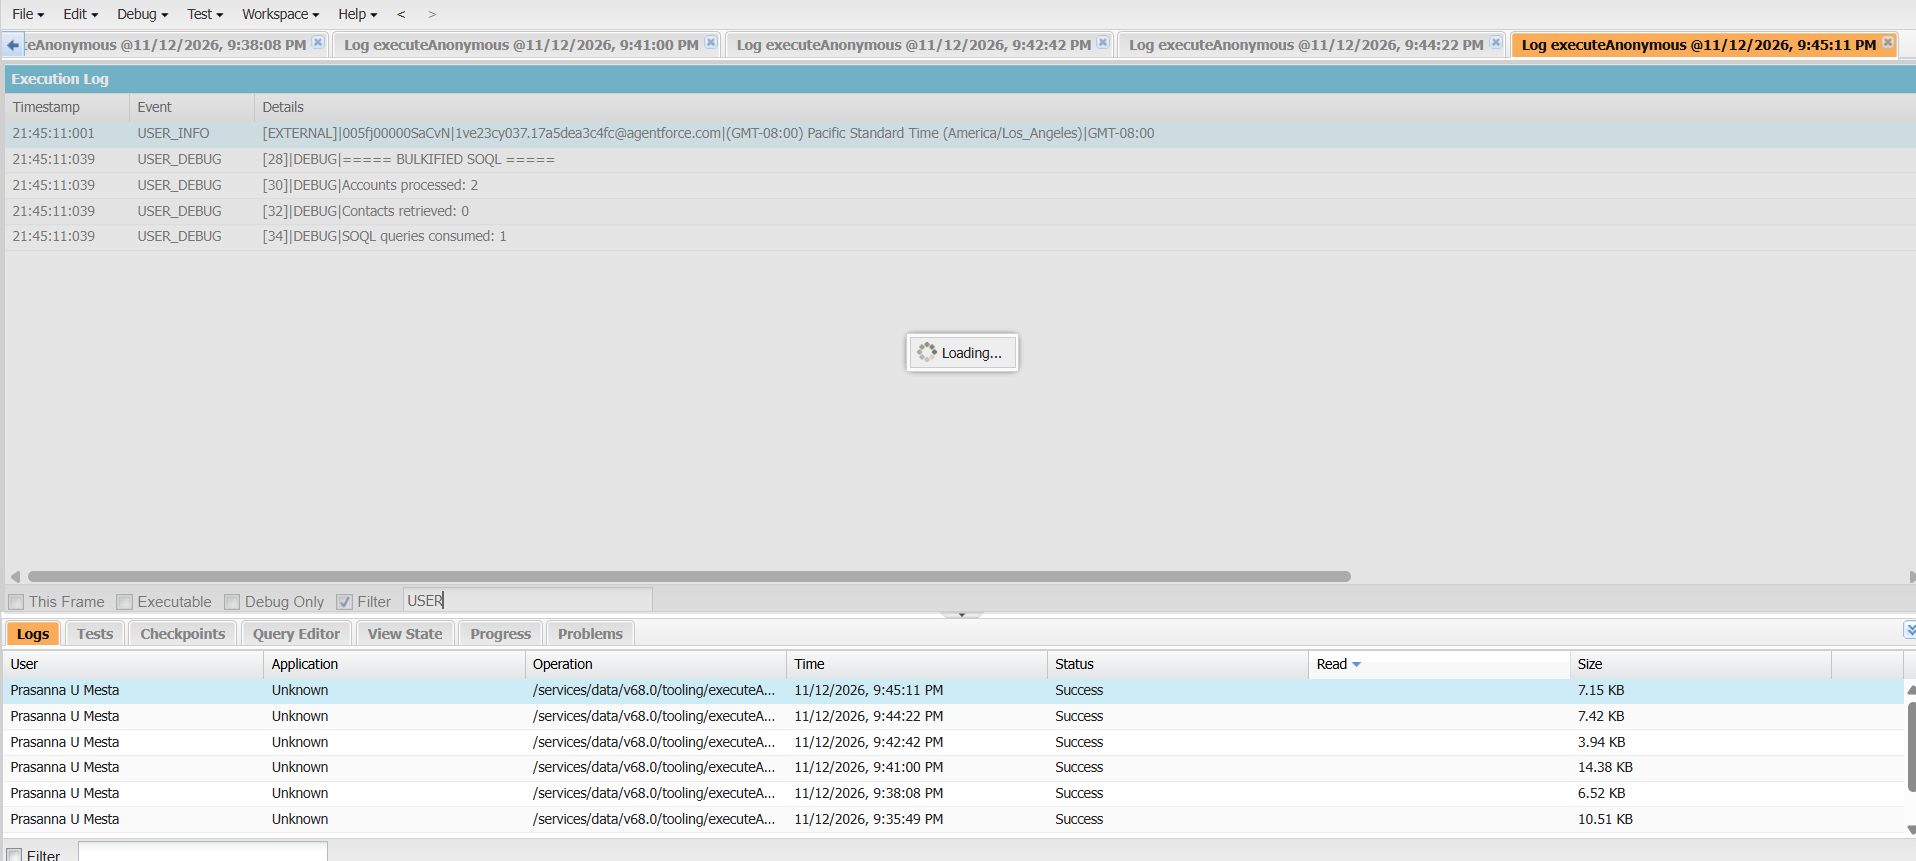 File Edit Debug Test Workspace Help < >
eAnonymous @11/12/2026, 9:38:08 PM Log executeAnonymous @11/12/2026, 9:41:00 PM Log executeAnonymous @11/12/2026, 9:42:42 PM Log executeAnonymous @11/12/2026, 9:44:22 PM Log executeAnonymous @11/12/2026, 9:45:11 PM
Execution Log
Timestamp Event Details
21:45:11:001 USER_INFO [EXTERNAL]|005fj00000SaCvN|1ve23cy037.17a5dea3c4fc@agentforce.com|(GMT-08:00) Pacific Standard Time (America/Los_Angeles)|GMT-08:00
21:45:11:039 USER_DEBUG [28]|DEBUG|===== BULKIFIED SOQL =====
21:45:11:039 USER_DEBUG [30]|DEBUG|Accounts processed: 2
21:45:11:039 USER_DEBUG [32]|DEBUG|Contacts retrieved: 0
21:45:11:039 USER_DEBUG [34]|DEBUG|SOQL queries consumed: 1
Loading...
This Frame Executable Debug Only Filter USER
Logs Tests Checkpoints Query Editor View State Progress Problems
User Application Operation Time Status Read Size
Prasanna U Mesta Unknown /services/data/v68.0/tooling/executeA... 11/12/2026, 9:45:11 PM Success 7.15 KB
Prasanna U Mesta Unknown /services/data/v68.0/tooling/executeA... 11/12/2026, 9:44:22 PM Success 7.42 KB
Prasanna U Mesta Unknown /services/data/v68.0/tooling/executeA... 11/12/2026, 9:42:42 PM Success 3.94 KB
Prasanna U Mesta Unknown /services/data/v68.0/tooling/executeA... 11/12/2026, 9:41:00 PM Success 14.38 KB
Prasanna U Mesta Unknown /services/data/v68.0/tooling/executeA... 11/12/2026, 9:38:08 PM Success 6.52 KB
Prasanna U Mesta Unknown /services/data/v68.0/tooling/executeA... 11/12/2026, 9:35:49 PM Success 10.51 KB
Filter